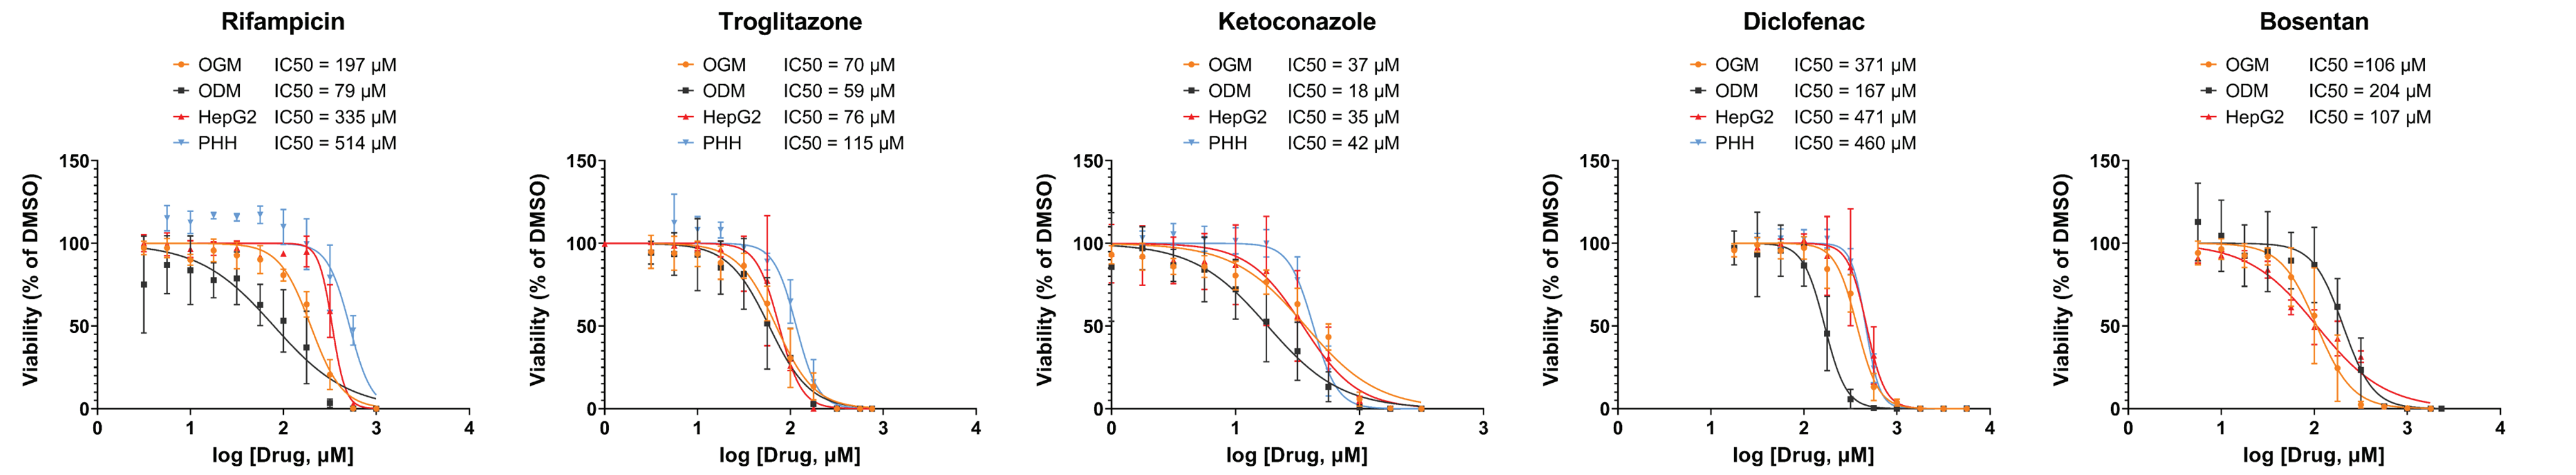 Rifampicin
OGM IC50 = 197 µM
ODM IC50 = 79 µM
HepG2 IC50 = 335 µM
PHH IC50 = 514 µM
150
100
50
0
Viability (% of DMSO)
0 1 2 3 4
log [Drug, µM]
Troglitazone
OGM IC50 = 70 µM
ODM IC50 = 59 µM
HepG2 IC50 = 76 µM
PHH IC50 = 115 µM
150
100
50
0
Viability (% of DMSO)
0 1 2 3 4
log [Drug, µM]
Ketoconazole
OGM IC50 = 37 µM
ODM IC50 = 18 µM
HepG2 IC50 = 35 µM
PHH IC50 = 42 µM
150
100
50
0
Viability (% of DMSO)
0 1 2 3
log [Drug, µM]
Diclofenac
OGM IC50 = 371 µM
ODM IC50 = 167 µM
HepG2 IC50 = 471 µM
PHH IC50 = 460 µM
150
100
50
0
Viability (% of DMSO)
0 1 2 3 4
log [Drug, µM]
Bosentan
OGM IC50 =106 µM
ODM IC50 = 204 µM
HepG2 IC50 = 107 µM
150
100
50
0
Viability (% of DMSO)
0 1 2 3 4
log [Drug, µM]